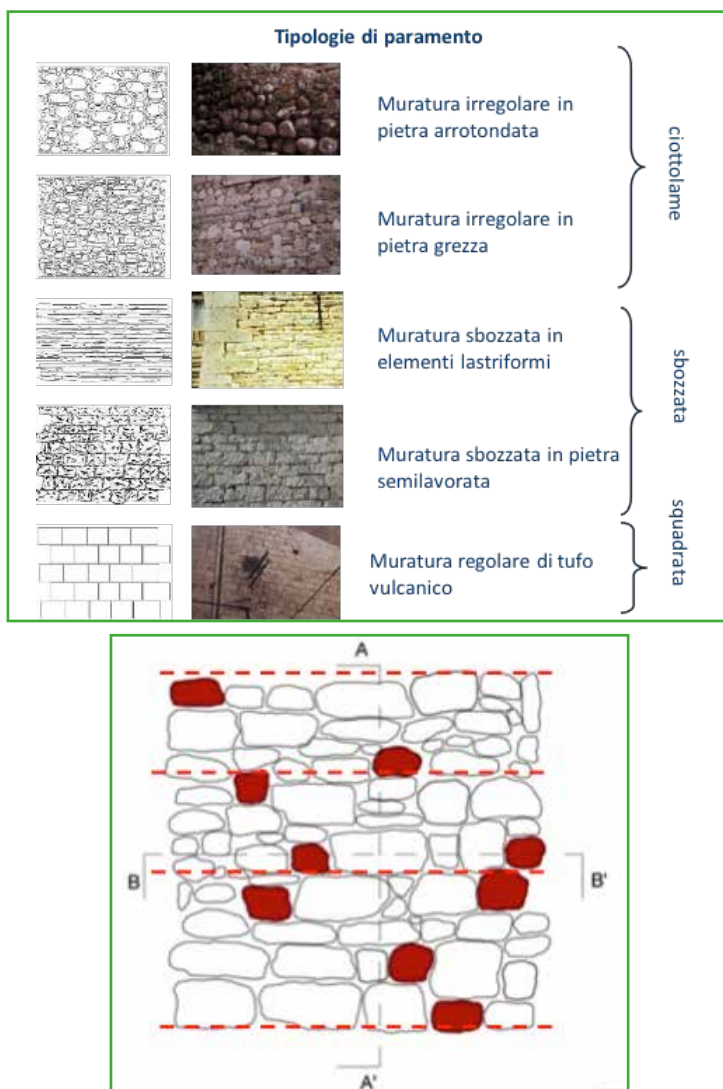 Tipologie di paramento
Muratura irregolare in
pietra arrotondata
Muratura irregolare in
pietra grezza
ciottolame
Muratura sbozzata in
elementi lastriformi
Muratura sbozzata in pietra
semilavorata
sbozzata
Muratura regolare di tufo
vulcanico
squadrata
A
B
B'
A'